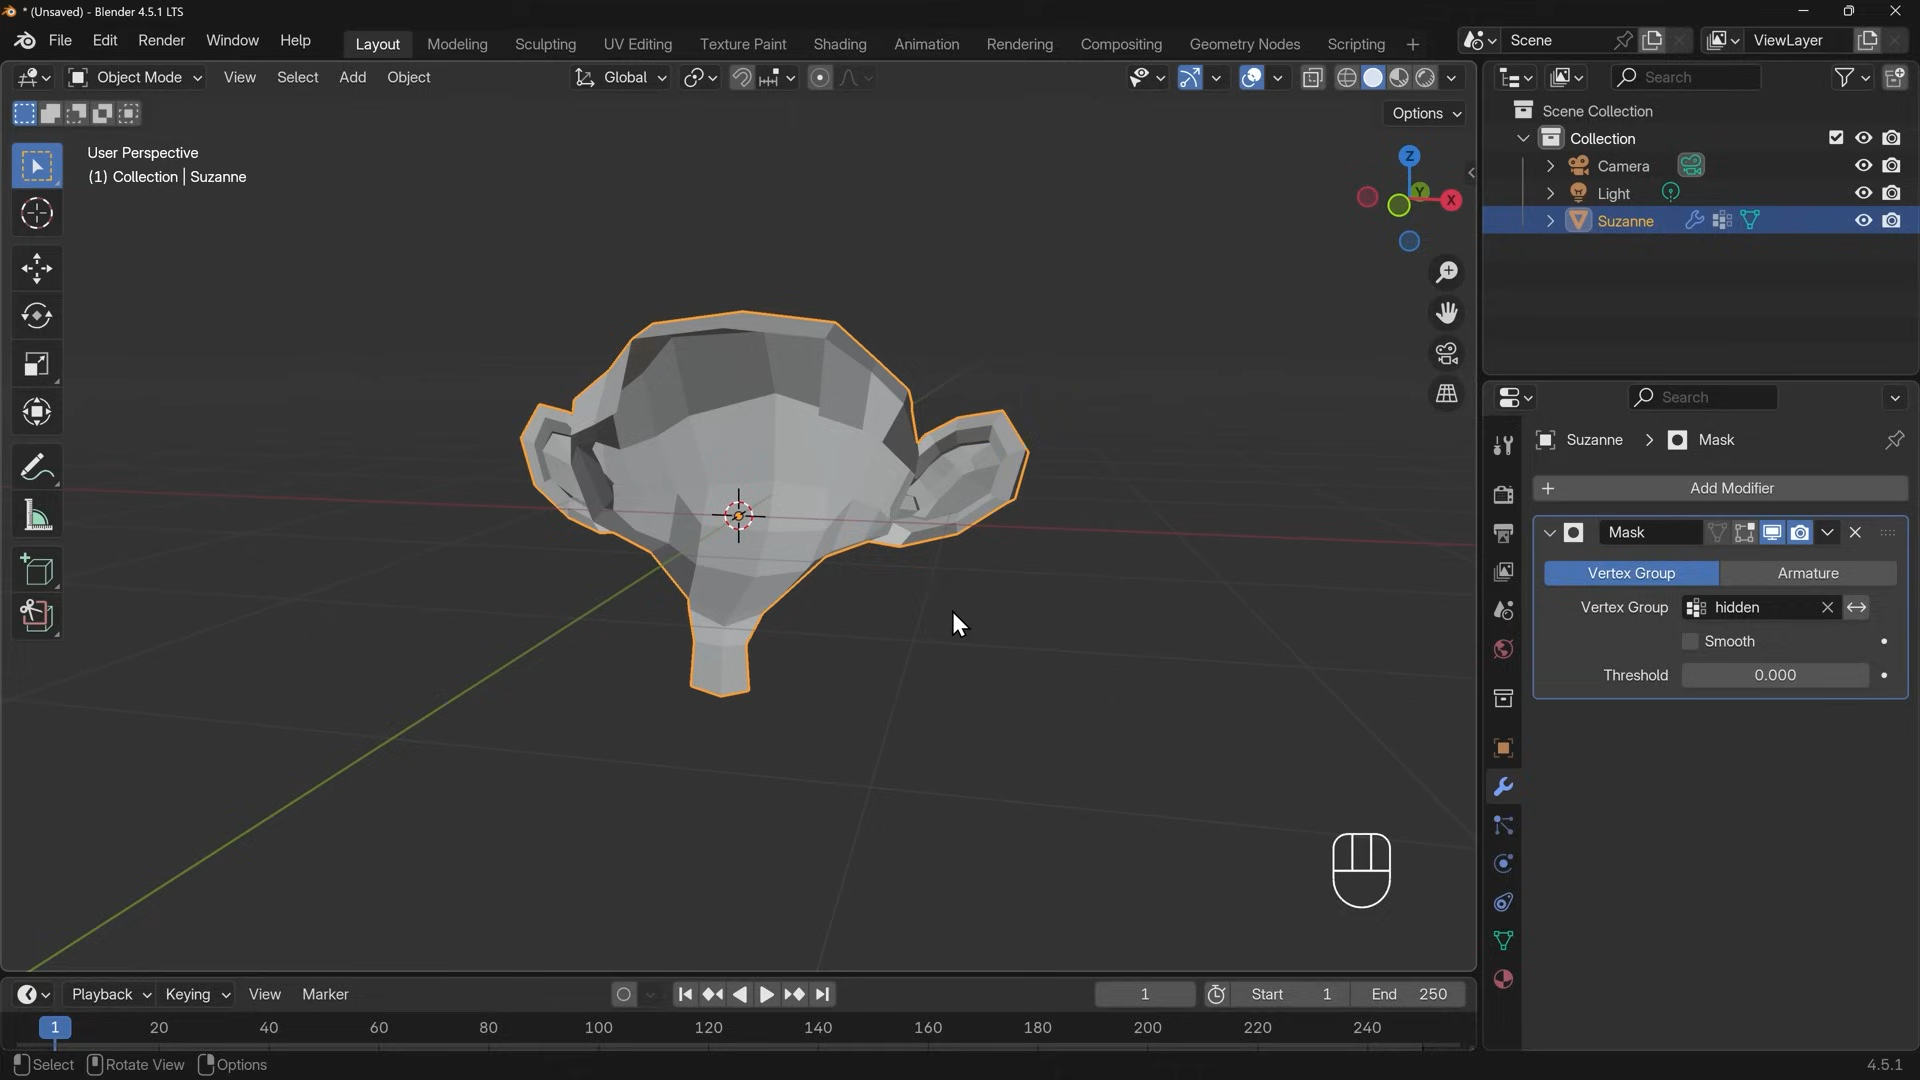 * (Unsaved) - Blender 4.5.1 LTS
File Edit Render Window Help
Layout Modeling Sculpting UV Editing Texture Paint Shading Animation Rendering Compositing Geometry Nodes Scripting +
Scene
ViewLayer
Object Mode View Select Add Object
Global
Search
Options
User Perspective
(1) Collection | Suzanne
Z
Y
X
Scene Collection
Collection
Camera
Light
Suzanne
Search
Suzanne > Mask
+ Add Modifier
Mask
Vertex Group Armature
Vertex Group hidden
Smooth
Threshold 0.000
Playback Keying View Marker
1
Start 1
End 250
1 20 40 60 80 100 120 140 160 180 200 220 240
Select Rotate View Options
4.5.1